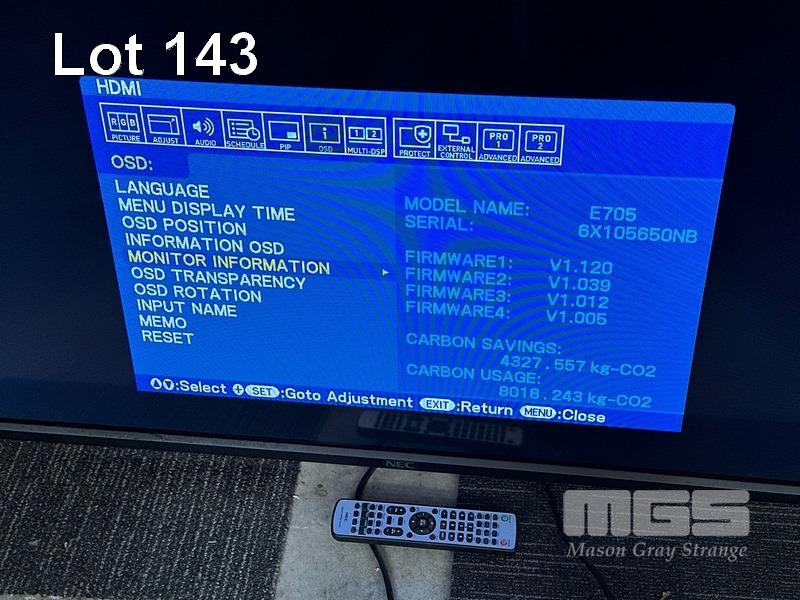 Lot 143
HDMI
RGB
PICTURE
ADJUST
AUDIO
SCHEDULE
PIP
OSD
1 2
MULTI-DSP
PROTECT
EXTERNAL
CONTROL
PRO
1
ADVANCED
PRO
2
ADVANCED
OSD:
LANGUAGE
MENU DISPLAY TIME
OSD POSITION
INFORMATION OSD
MONITOR INFORMATION
OSD TRANSPARENCY
OSD ROTATION
INPUT NAME
MEMO
RESET
MODEL NAME: E705
SERIAL: 6X105650NB
FIRMWARE1: V1.120
FIRMWARE2: V1.039
FIRMWARE3: V1.012
FIRMWARE4: V1.005
CARBON SAVINGS:
4327.557 kg-CO2
CARBON USAGE:
8018.243 kg-CO2
:Select SET:Goto Adjustment EXIT:Return MENU:Close
NEC
MGS
Mason Gray Strange